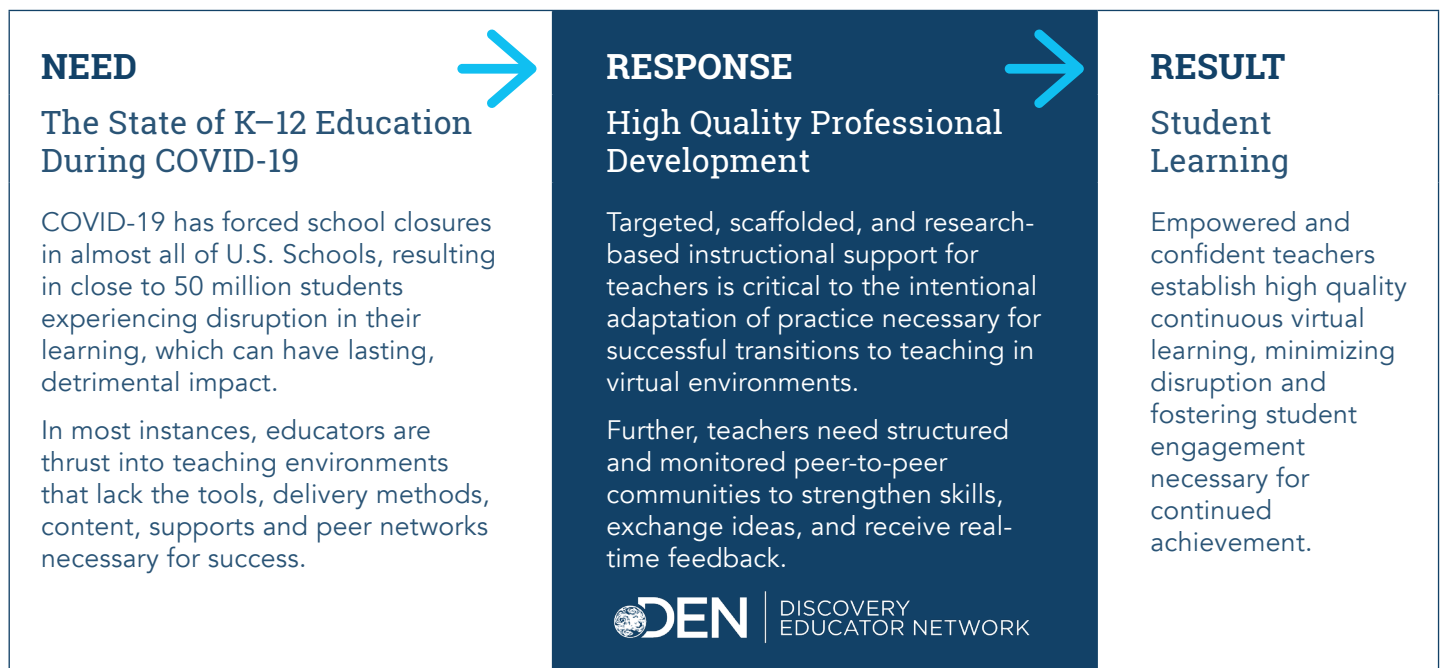 NEED
The State of K–12 Education
During COVID-19
COVID-19 has forced school closures
in almost all of U.S. Schools, resulting
in close to 50 million students
experiencing disruption in their
learning, which can have lasting,
detrimental impact.
In most instances, educators are
thrust into teaching environments
that lack the tools, delivery methods,
content, supports and peer networks
necessary for success.
RESPONSE
High Quality Professional
Development
Targeted, scaffolded, and research-
based instructional support for
teachers is critical to the intentional
adaptation of practice necessary for
successful transitions to teaching in
virtual environments.
Further, teachers need structured
and monitored peer-to-peer
communities to strengthen skills,
exchange ideas, and receive real-
time feedback.
DEN
DISCOVERY
EDUCATOR NETWORK
RESULT
Student
Learning
Empowered and
confident teachers
establish high quality
continuous virtual
learning, minimizing
disruption and
fostering student
engagement
necessary for
continued
achievement.